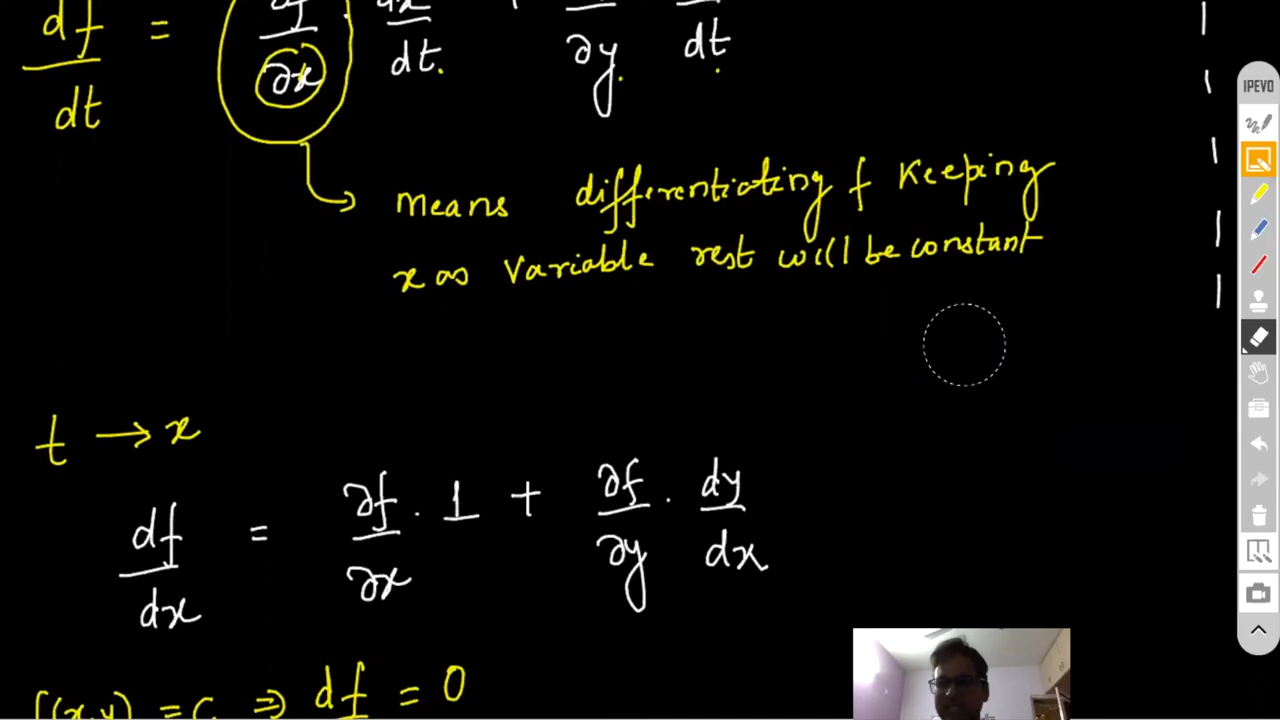 df/dt = ∂f/∂x · dx/dt + ∂f/∂y · dy/dt
means differentiating f keeping
x as variable rest will be constant
t → x
df/dx = ∂f/∂x · 1 + ∂f/∂y · dy/dx
f(x,y) = c ⇒ df = 0
IPEVO